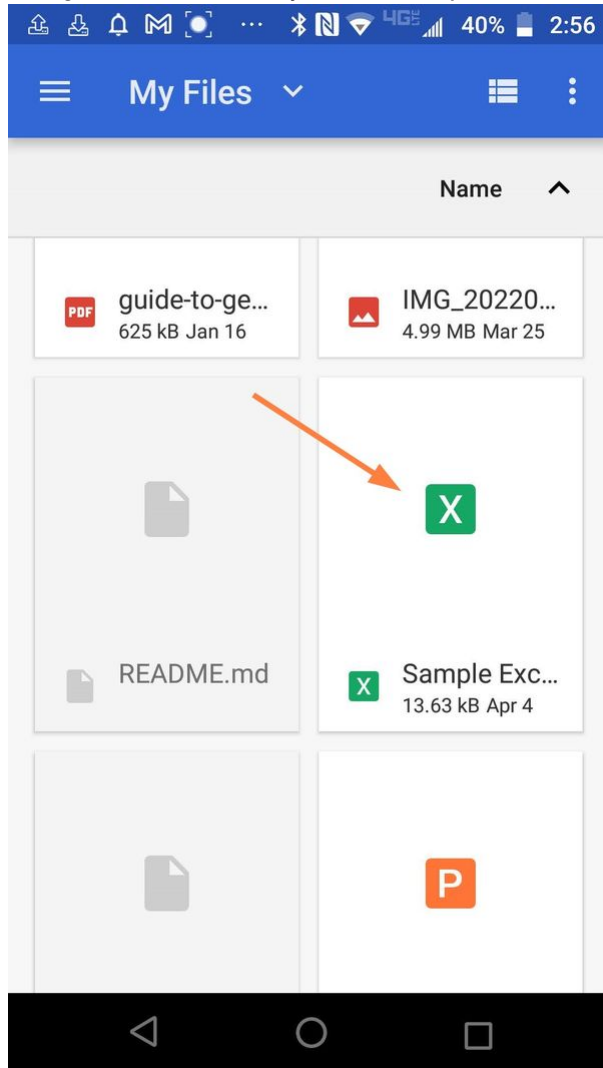 4G 40% 2:56
My Files
Name
PDF guide-to-ge...
625 kB Jan 16
IMG_20220...
4.99 MB Mar 25
X
README.md
X Sample Exc...
13.63 kB Apr 4
P